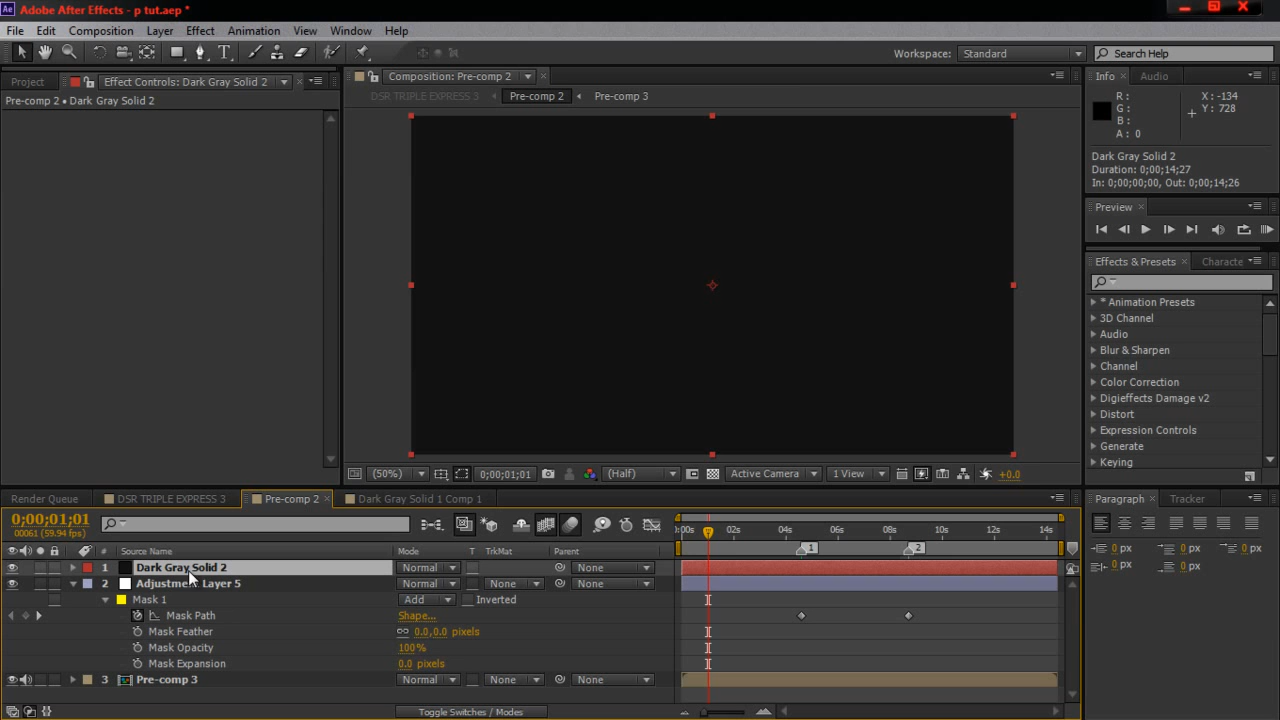 Ae Adobe After Effects - p tut.aep *
File Edit Composition Layer Effect Animation View Window Help
Workspace: Standard Search Help
Project Effect Controls: Dark Gray Solid 2 Composition: Pre-comp 2 Info Audio
Pre-comp 2 • Dark Gray Solid 2
DSR TRIPLE EXPRESS 3 Pre-comp 2 Pre-comp 3
R :
G :
B :
A : 0
X : -134
Y : 728
Dark Gray Solid 2
Duration: 0;00;14;27
In: 0;00;00;00, Out: 0;00;14;26
Preview
Effects & Presets Characte
* Animation Presets
3D Channel
Audio
Blur & Sharpen
Channel
Color Correction
Digieffects Damage v2
Distort
Expression Controls
Generate
Keying
(50%) 0;00;01;01 (Half) Active Camera 1 View +0.0
Render Queue DSR TRIPLE EXPRESS 3 Pre-comp 2 Dark Gray Solid 1 Comp 1 Paragraph Tracker
0;00;01;01
00061 (59.94 fps)
0:00s 02s 04s 06s 08s 10s 12s 14s
1 2
Source Name Mode T TrkMat Parent
1 Dark Gray Solid 2 Normal None
2 Adjustment Layer 5 Normal None None
Mask 1 Add Inverted
Mask Path Shape...
Mask Feather 0.0,0.0 pixels
Mask Opacity 100%
Mask Expansion 0.0 pixels
3 Pre-comp 3 Normal None None
0 px 0 px 0 px
0 px 0 px
Toggle Switches / Modes